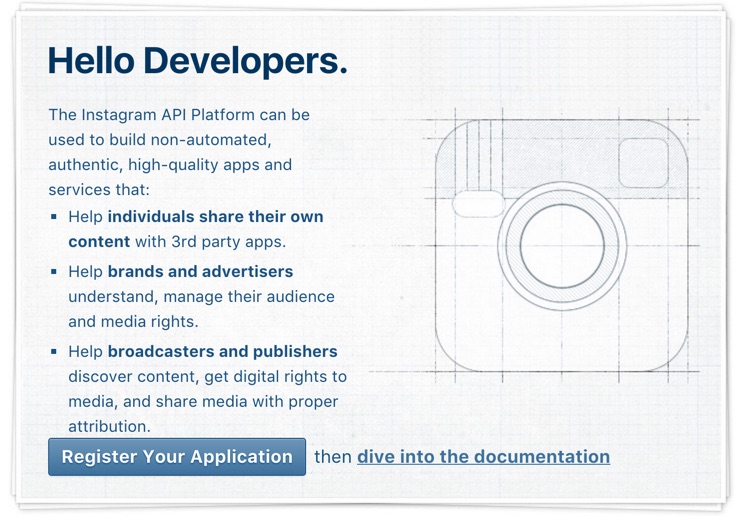 Hello Developers.
The Instagram API Platform can be
used to build non-automated,
authentic, high-quality apps and
services that:
▪ Help individuals share their own
content with 3rd party apps.
▪ Help brands and advertisers
understand, manage their audience
and media rights.
▪ Help broadcasters and publishers
discover content, get digital rights to
media, and share media with proper
attribution.
Register Your Application then dive into the documentation